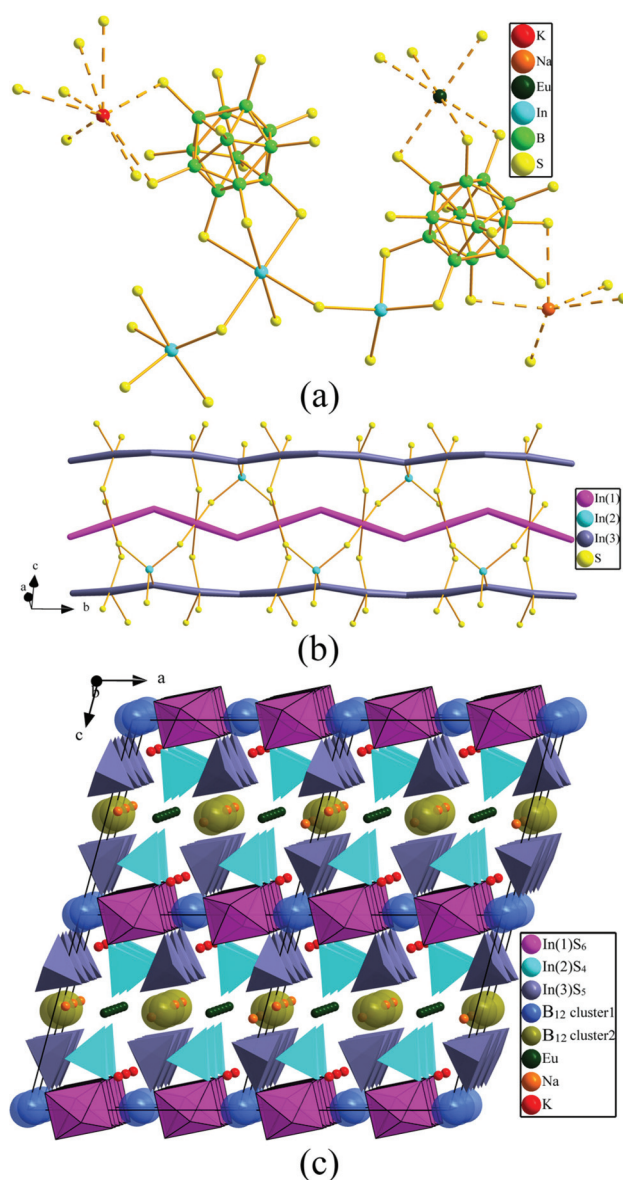 K
Na
Eu
In
B
S
(a)
In(1)
In(2)
In(3)
S
c
a
b
(b)
a
b
c
In(1)S₆
In(2)S₄
In(3)S₅
B₁₂ cluster1
B₁₂ cluster2
Eu
Na
K
(c)